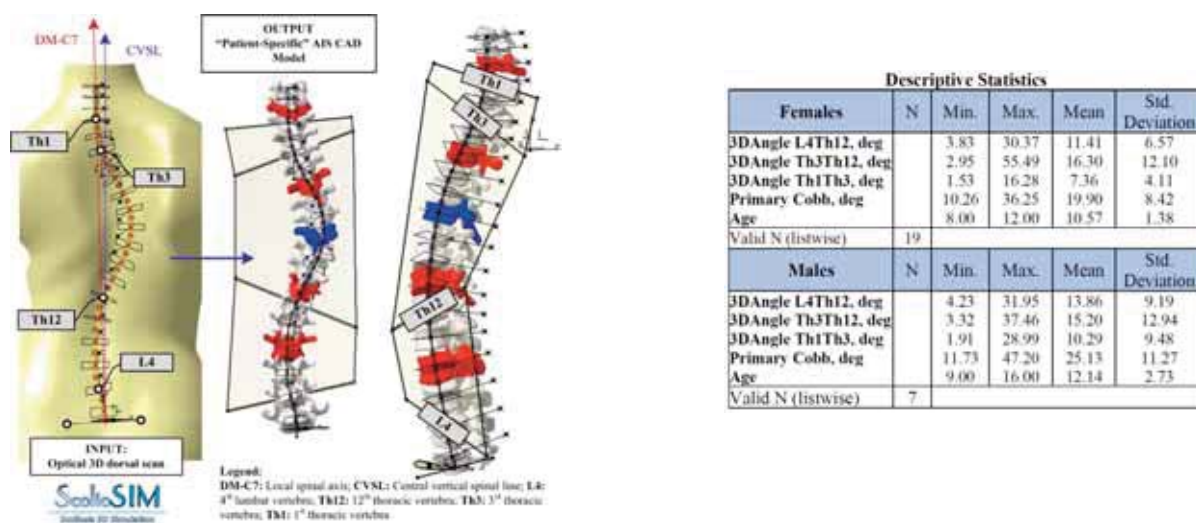 DM-C7
CVSL
Th1
Th3
Th12
L4
INPUT:
Optical 3D dorsal scan
ScolioSIM
OUTPUT
"Patient-Specific" AIS CAD
Model
Th1
Th3
Th12
L4
Legend:
DM-C7: Local spinal axis; CVSL: Central vertical spinal line; L4:
4th lumbar vertebra; Th12: 12th thoracic vertebra; Th3: 3rd thoracic
vertebra; Th1: 1st thoracic vertebra
Descriptive Statistics
Females N Min. Max. Mean Std. Deviation
3DAngle L4Th12, deg 3.83 30.37 11.41 6.57
3DAngle Th3Th12, deg 2.95 55.49 16.30 12.10
3DAngle Th1Th3, deg 1.53 16.28 7.36 4.11
Primary Cobb, deg 10.26 36.25 19.90 8.42
Age 8.00 12.00 10.57 1.38
Valid N (listwise) 19
Males N Min. Max. Mean Std. Deviation
3DAngle L4Th12, deg 4.23 31.95 13.86 9.19
3DAngle Th3Th12, deg 3.32 37.46 15.20 12.94
3DAngle Th1Th3, deg 1.91 28.99 10.29 9.48
Primary Cobb, deg 11.73 47.20 25.13 11.27
Age 9.00 16.00 12.14 2.73
Valid N (listwise) 7